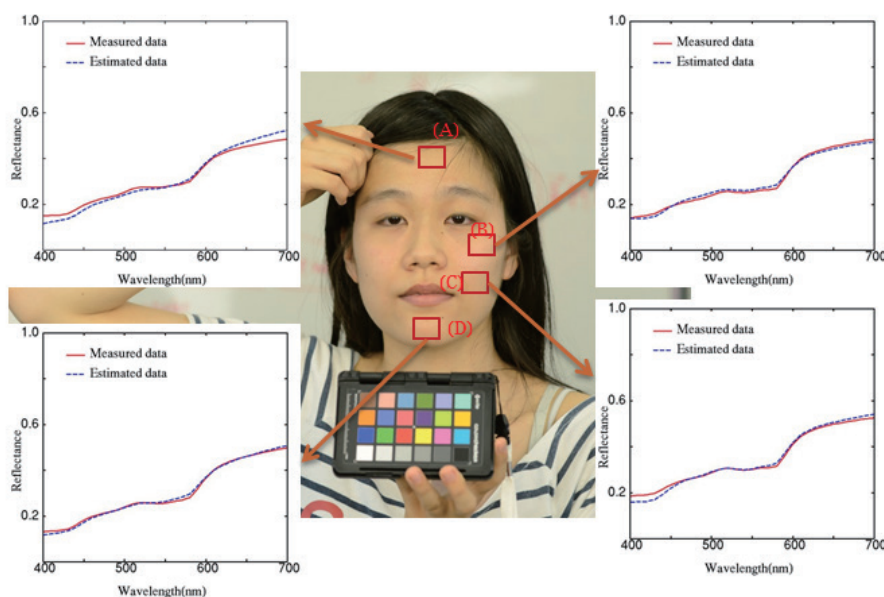 1.0
Measured data
Estimated data
0.6
Reflectance
0.2
400
500
600
700
Wavelength(nm)
1.0
Measured data
Estimated data
0.6
Reflectance
0.2
400
500
600
700
Wavelength(nm)
(A)
(B)
(C)
(D)
1.0
Measured data
Estimated data
0.6
Reflectance
0.2
400
500
600
700
Wavelength(nm)
1.0
Measured data
Estimated data
0.6
Reflectance
0.2
400
500
600
700
Wavelength(nm)